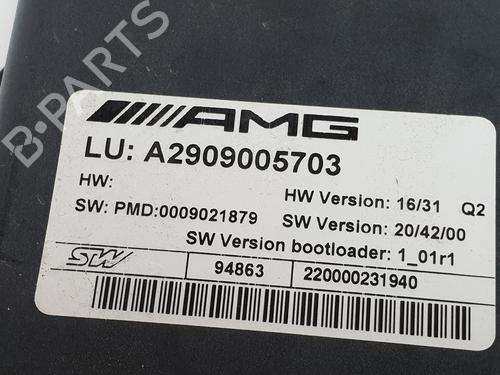 B-PARTS
AMG
LU: A2909005703
HW: HW Version: 16/31 Q2
SW: PMD:0009021879 SW Version: 20/42/00
SW Version bootloader: 1_01r1
STW 94863 220000231940